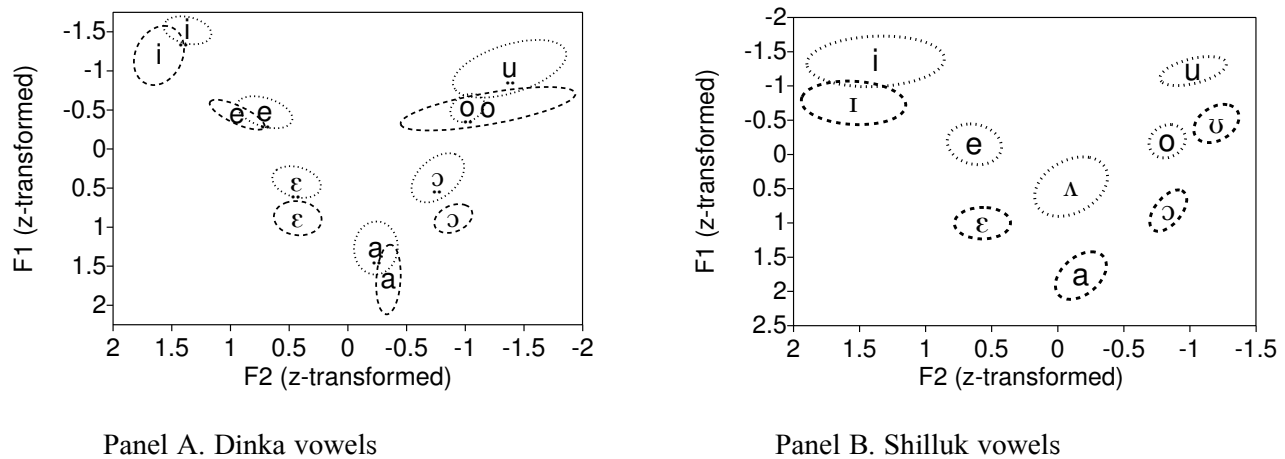 F1 (z-transformed)
-1.5
-1
-0.5
0
0.5
1
1.5
2
i̤
i
ṳ
e e̤
o̤ o
ɛ̤
ɔ̤
ɛ
ɔ
a̤
a
2 1.5 1 0.5 0 -0.5 -1 -1.5 -2
F2 (z-transformed)
Panel A. Dinka vowels
F1 (z-transformed)
-2
-1.5
-1
-0.5
0
0.5
1
1.5
2
2.5
i
u
ɪ
ʊ
e
o
ʌ
ɛ
ɔ
a
2 1.5 1 0.5 0 -0.5 -1 -1.5
F2 (z-transformed)
Panel B. Shilluk vowels